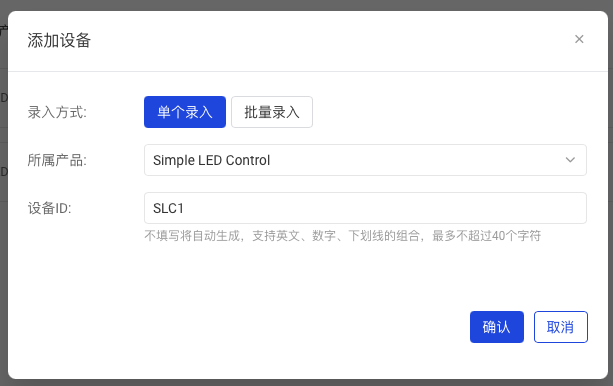 添加设备
录入方式: 单个录入 批量录入
所属产品: Simple LED Control
设备ID: SLC1
不填写将自动生成，支持英文、数字、下划线的组合，最多不超过40个字符
确认 取消